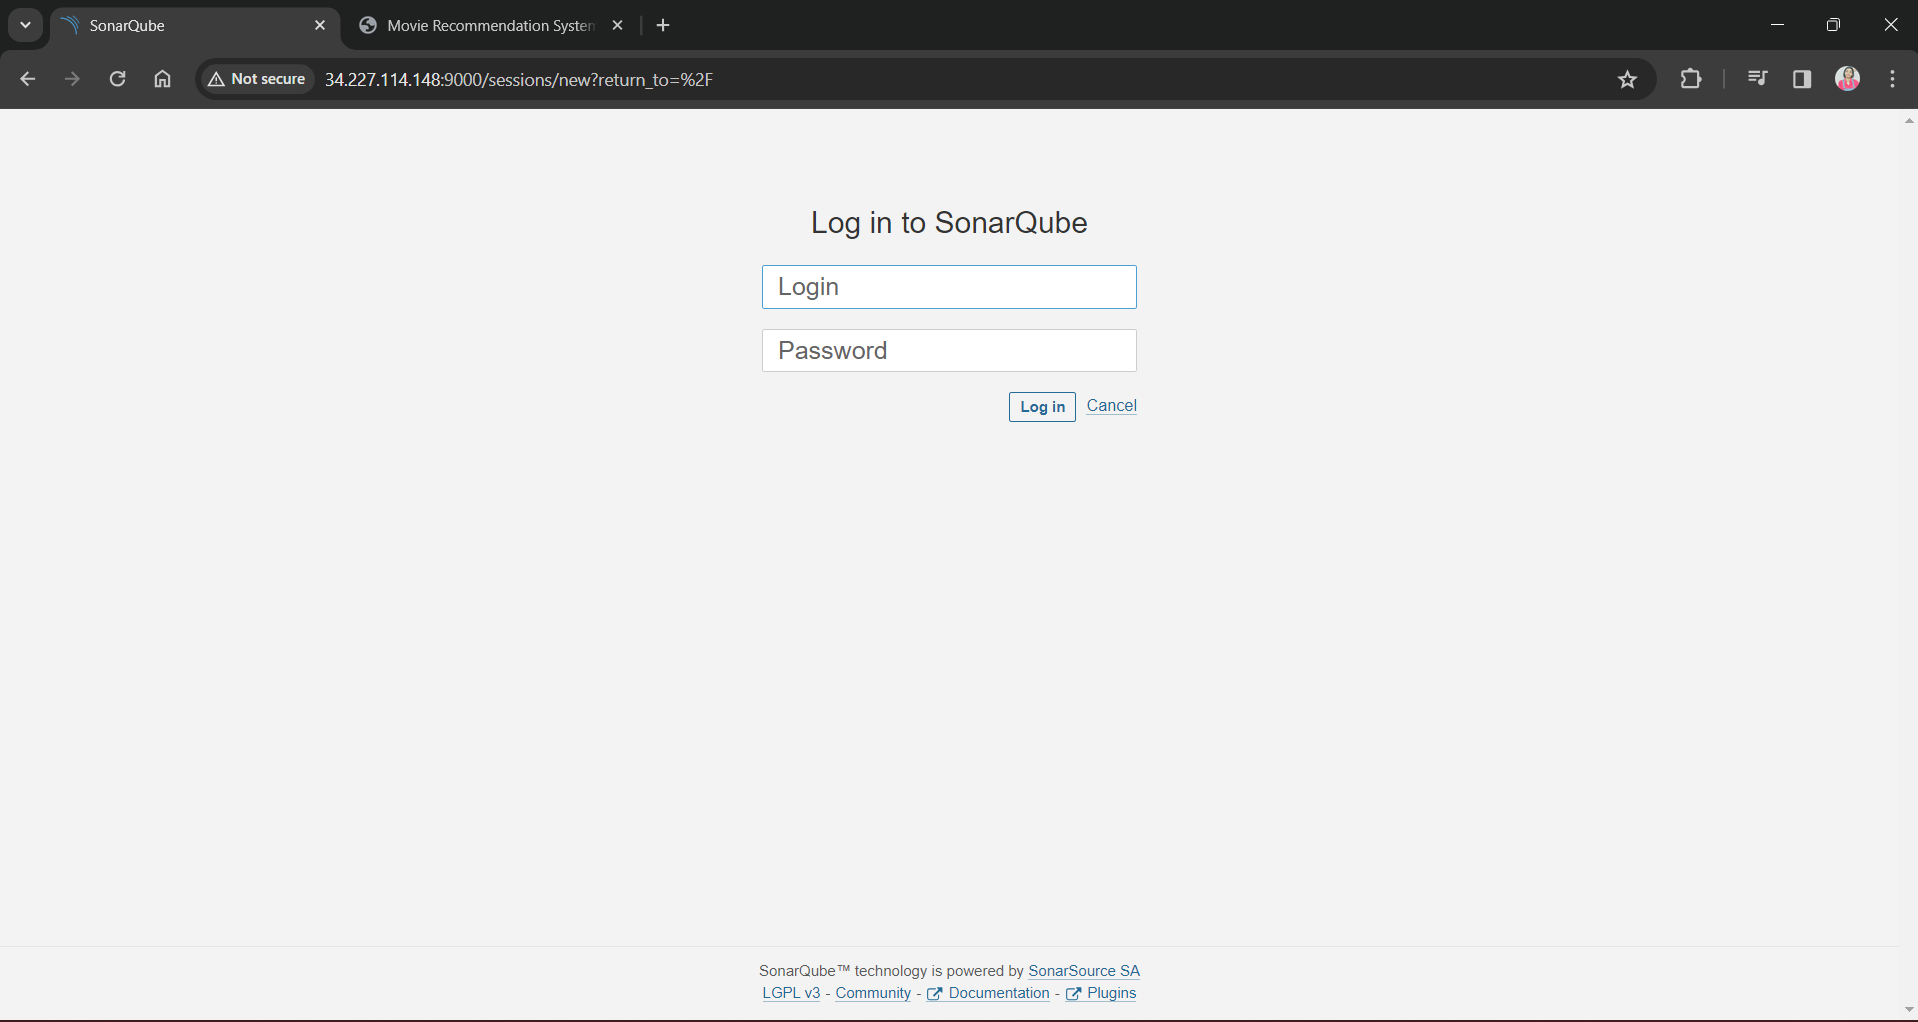 SonarQube
Movie Recommendation System
Not secure
34.227.114.148:9000/sessions/new?return_to=%2F
Log in to SonarQube
Login
Password
Log in Cancel
SonarQube™ technology is powered by SonarSource SA
LGPL v3 - Community - Documentation - Plugins